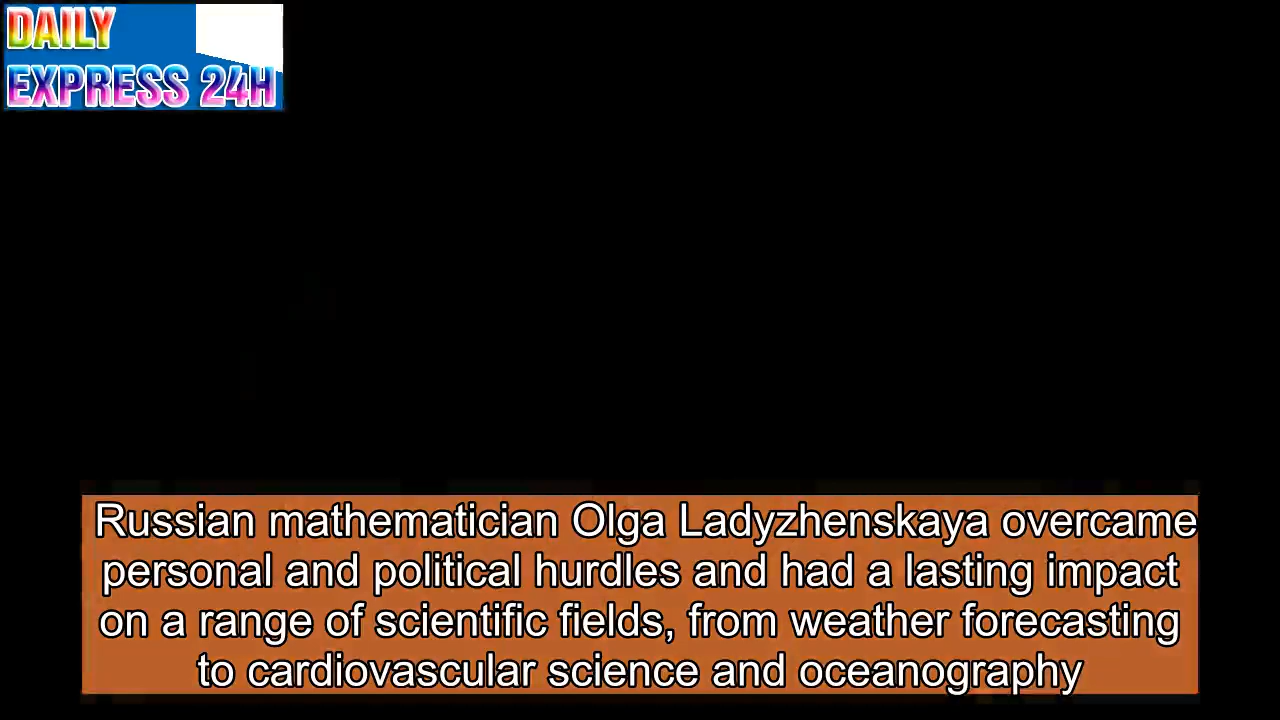 DAILY
EXPRESS 24H
Russian mathematician Olga Ladyzhenskaya overcame
personal and political hurdles and had a lasting impact
on a range of scientific fields, from weather forecasting
to cardiovascular science and oceanography